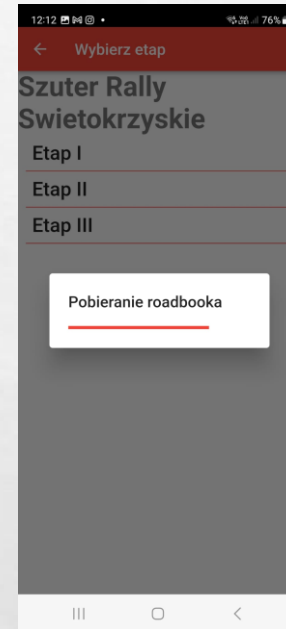 12:12 76%
Wybierz etap
Szuter Rally
Swietokrzyskie
Etap I
Etap II
Etap III
Pobieranie roadbooka